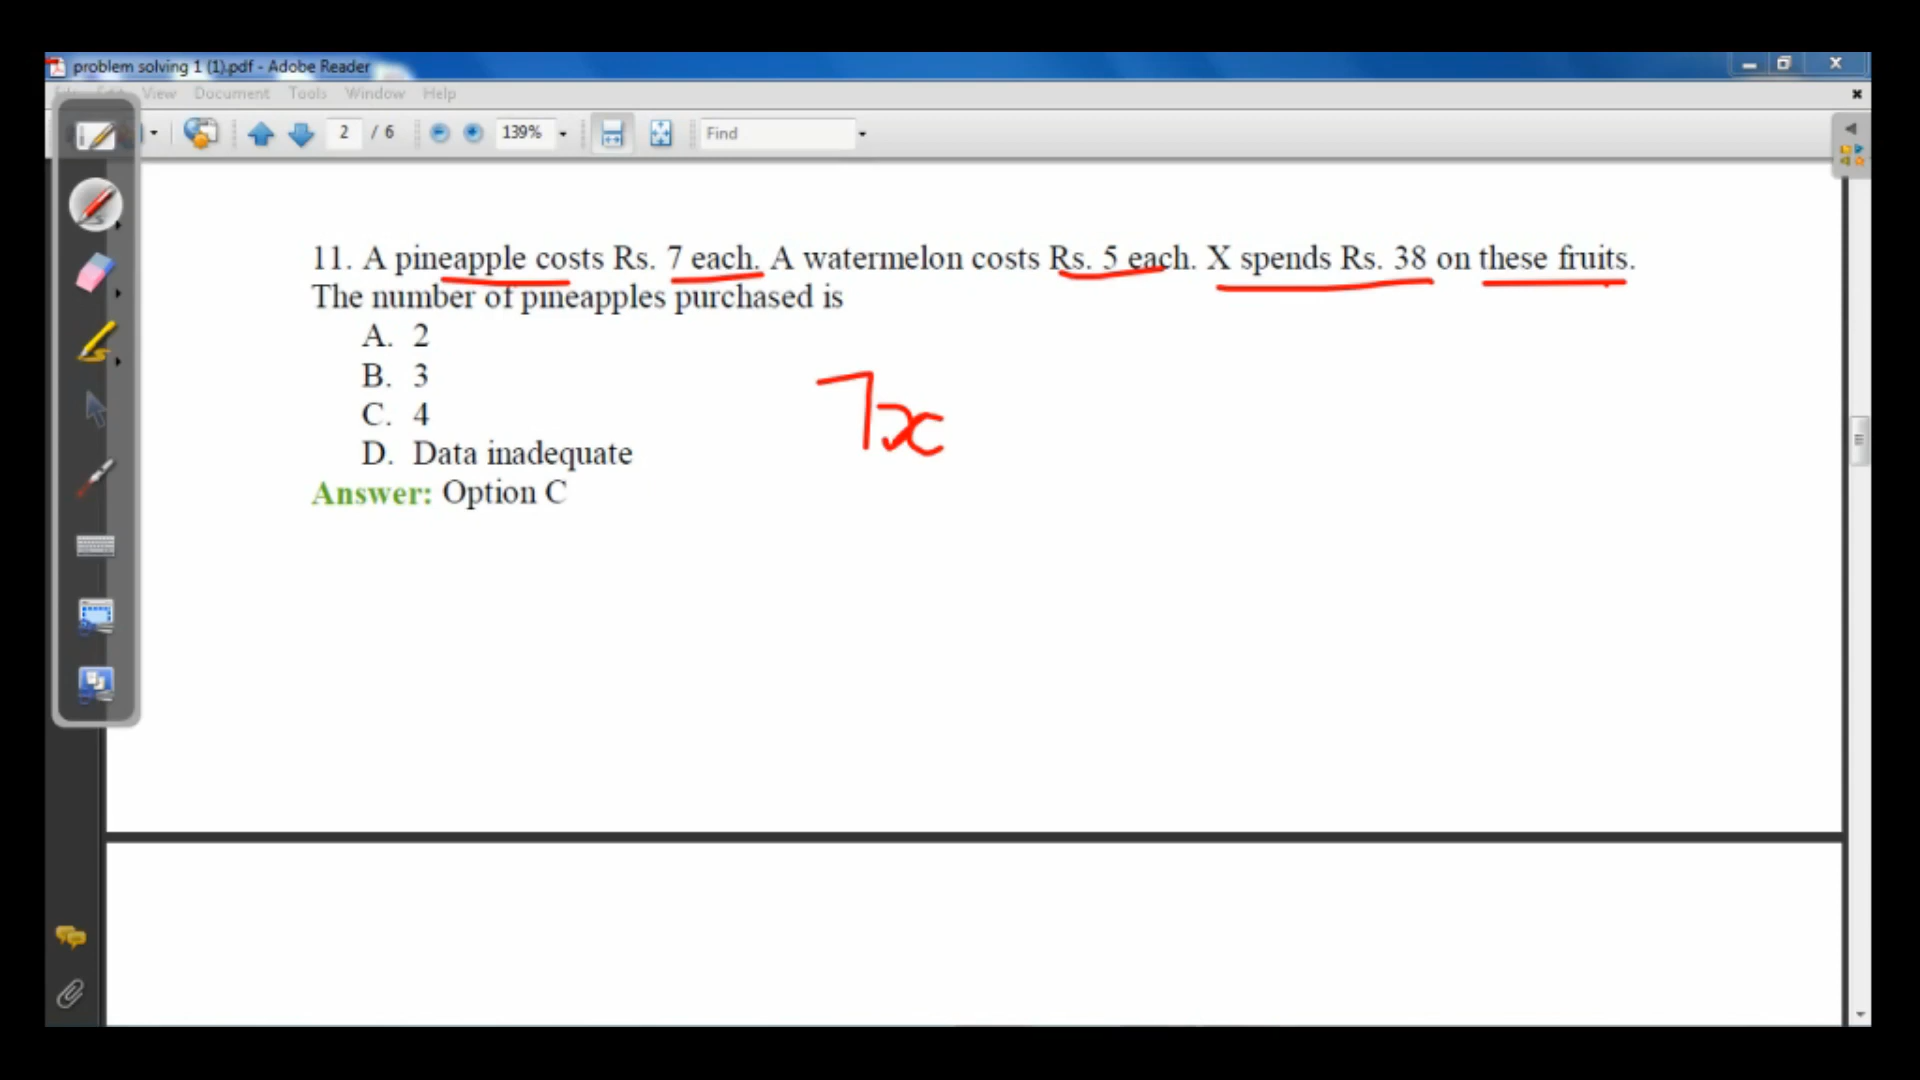 problem solving 1 (1).pdf - Adobe Reader
View Document Tools Window Help
2 / 6 139% Find
11. A pineapple costs Rs. 7 each. A watermelon costs Rs. 5 each. X spends Rs. 38 on these fruits.
The number of pineapples purchased is
A. 2
B. 3
7x
C. 4
D. Data inadequate
Answer: Option C